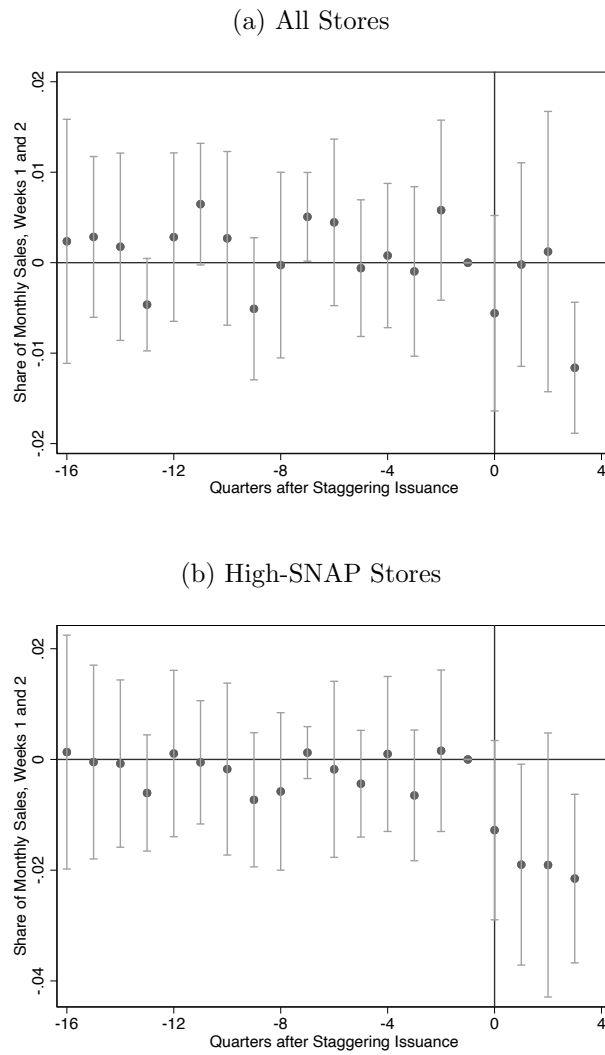 (a) All Stores
Share of Monthly Sales, Weeks 1 and 2
.02
.01
0
-.01
-.02
-16 -12 -8 -4 0 4
Quarters after Staggering Issuance
(b) High-SNAP Stores
Share of Monthly Sales, Weeks 1 and 2
.02
0
-.02
-.04
-16 -12 -8 -4 0 4
Quarters after Staggering Issuance